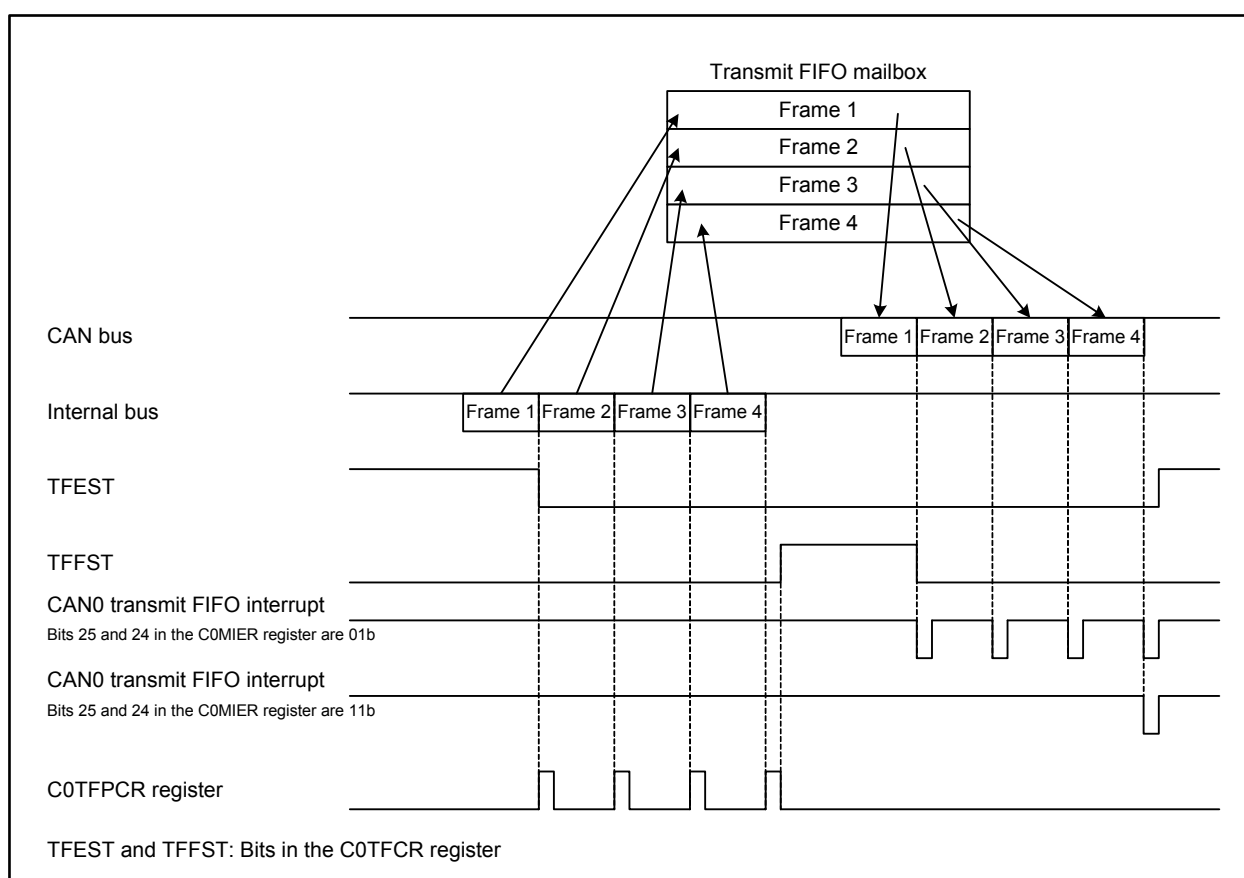 Transmit FIFO mailbox
Frame 1
Frame 2
Frame 3
Frame 4
CAN bus
Frame 1 Frame 2 Frame 3 Frame 4
Internal bus
Frame 1 Frame 2 Frame 3 Frame 4
TFEST
TFFST
CAN0 transmit FIFO interrupt
Bits 25 and 24 in the C0MIER register are 01b
CAN0 transmit FIFO interrupt
Bits 25 and 24 in the C0MIER register are 11b
C0TFPCR register
TFEST and TFFST: Bits in the C0TFCR register